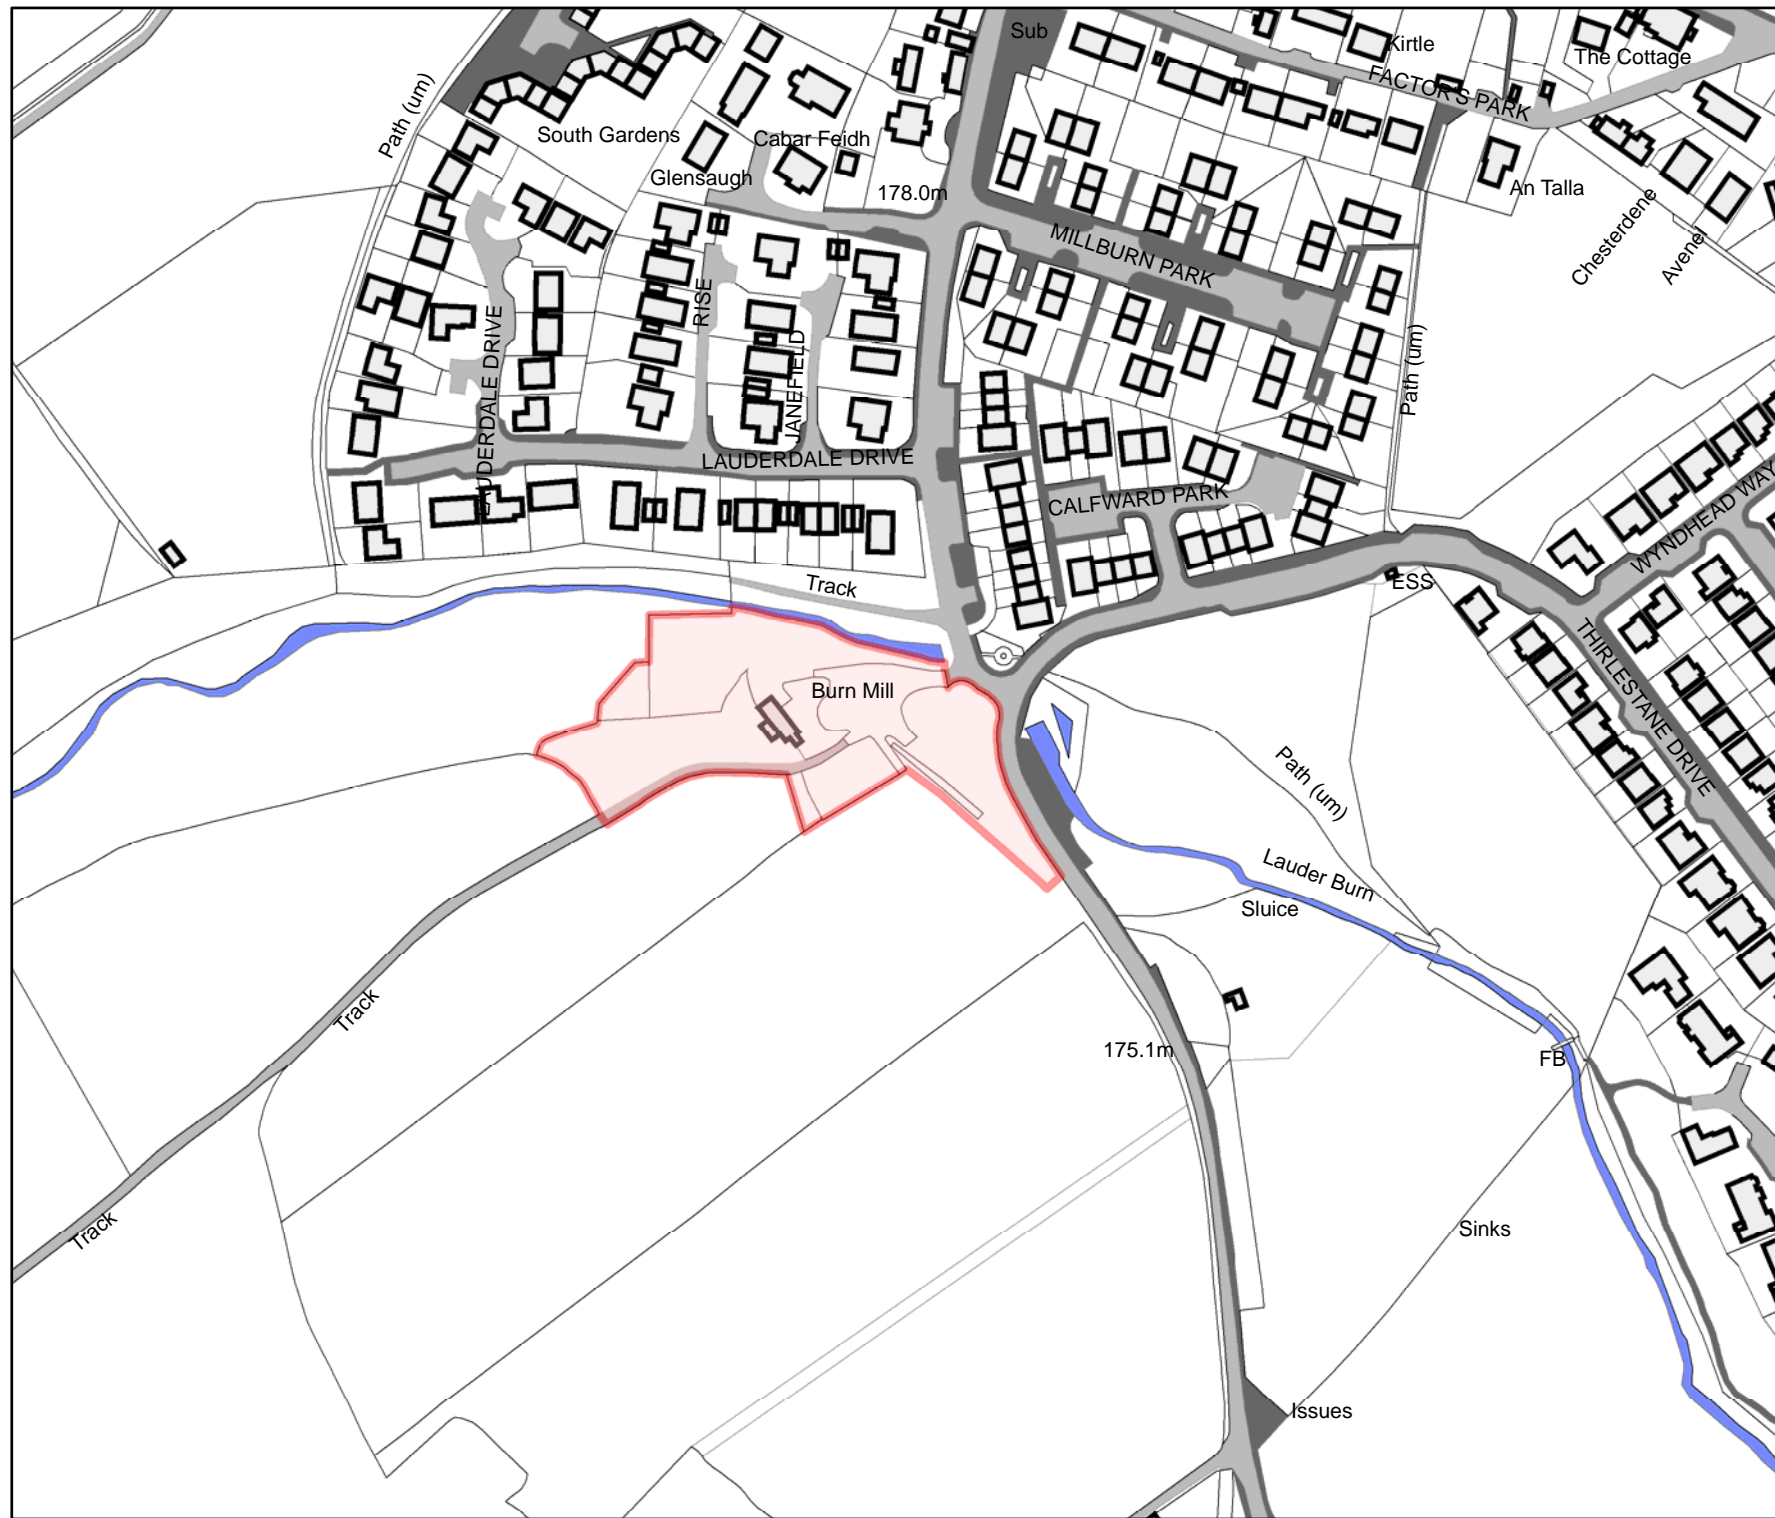 Sub
Kirtle
The Cottage
FACTOR'S PARK
Path (um)
South Gardens
Cabar Feidh
Glensaugh
178.0m
An Talla
Chesterdene
Avenel
MILLBURN PARK
RISE
JANEFIELD
LAUDERDALE DRIVE
Path (um)
LAUDERDALE DRIVE
CALFWARD PARK
WYNDHEAD WAY
Track
ESS
THIRLESTANE DRIVE
Burn Mill
Path (um)
Lauder Burn
Sluice
Track
175.1m
FB
Track
Sinks
Issues